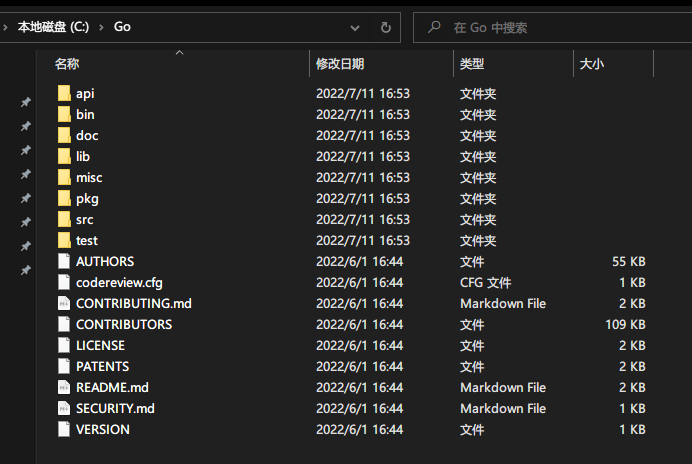 本地磁盘 (C:) Go 在 Go 中搜索
名称 修改日期 类型 大小
api 2022/7/11 16:53 文件夹
bin 2022/7/11 16:53 文件夹
doc 2022/7/11 16:53 文件夹
lib 2022/7/11 16:53 文件夹
misc 2022/7/11 16:53 文件夹
pkg 2022/7/11 16:53 文件夹
src 2022/7/11 16:53 文件夹
test 2022/7/11 16:53 文件夹
AUTHORS 2022/6/1 16:44 文件 55 KB
codereview.cfg 2022/6/1 16:44 CFG 文件 1 KB
CONTRIBUTING.md 2022/6/1 16:44 Markdown File 2 KB
CONTRIBUTORS 2022/6/1 16:44 文件 109 KB
LICENSE 2022/6/1 16:44 文件 2 KB
PATENTS 2022/6/1 16:44 文件 2 KB
README.md 2022/6/1 16:44 Markdown File 2 KB
SECURITY.md 2022/6/1 16:44 Markdown File 1 KB
VERSION 2022/6/1 16:44 文件 1 KB